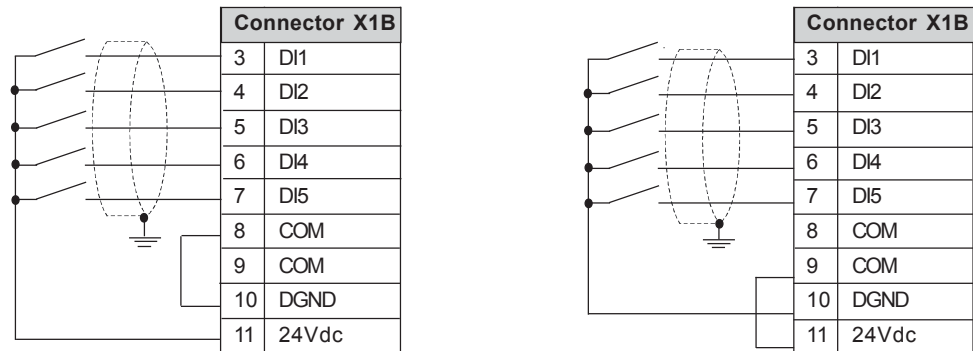 Connector X1B
3 DI1
4 DI2
5 DI3
6 DI4
7 DI5
8 COM
9 COM
10 DGND
11 24Vdc
Connector X1B
3 DI1
4 DI2
5 DI3
6 DI4
7 DI5
8 COM
9 COM
10 DGND
11 24Vdc